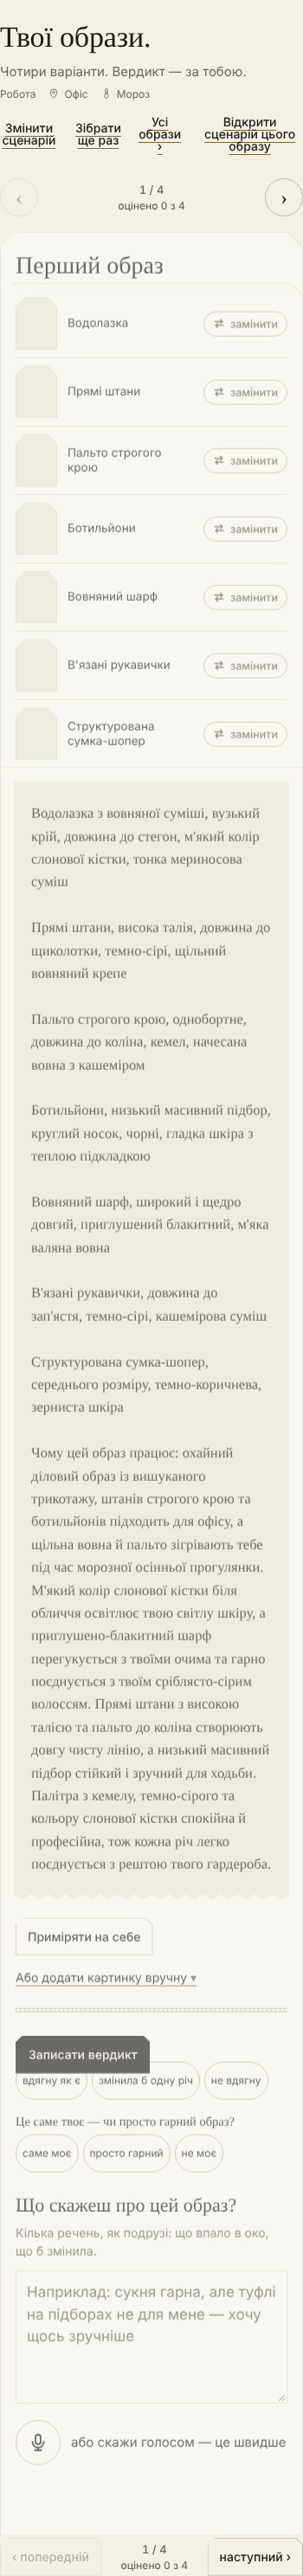 Твої образи.
Чотири варіанти. Вердикт — за тобою.
Робота Офіс Мороз
Змінити
сценарій
Зібрати
ще раз
Усі
образи
›
Відкрити
сценарій цього
образу
‹
1 / 4
оцінено 0 з 4
›
Перший образ
Водолазка
замінити
Прямі штани
замінити
Пальто строгого
крою
замінити
Ботильйони
замінити
Вовняний шарф
замінити
В'язані рукавички
замінити
Структурована
сумка-шопер
замінити
Водолазка з вовняної суміші, вузький
крій, довжина до стегон, м'який колір
слонової кістки, тонка мериносова
суміш
Прямі штани, висока талія, довжина до
щиколотки, темно-сірі, щільний
вовняний крепе
Пальто строгого крою, однобортне,
довжина до коліна, кемел, начесана
вовна з кашеміром
Ботильйони, низький масивний підбор,
круглий носок, чорні, гладка шкіра з
теплою підкладкою
Вовняний шарф, широкий і щедро
довгий, приглушений блакитний, м'яка
валяна вовна
В'язані рукавички, довжина до
зап'ястя, темно-сірі, кашемірова суміш
Структурована сумка-шопер,
середнього розміру, темно-коричнева,
зерниста шкіра
Чому цей образ працює: охайний
діловий образ із вишуканого
трикотажу, штанів строгого крою та
ботильйонів підходить для офісу, а
щільна вовна й пальто зігрівають тебе
під час морозної осінньої прогулянки.
М'який колір слонової кістки біля
обличчя освітлює твою світлу шкіру, а
приглушено-блакитний шарф
перегукується з твоїми очима та гарно
поєднується з твоїм сріблясто-сірим
волоссям. Прямі штани з високою
талією та пальто до коліна створюють
довгу чисту лінію, а низький масивний
підбор стійкий і зручний для ходьби.
Палітра з кемелу, темно-сірого та
кольору слонової кістки спокійна й
професійна, тож кожна річ легко
поєднується з рештою твого гардероба.
Приміряти на себе
Або додати картинку вручну ▾
Записати вердикт
вдягну як є
змінила б одну річ
не вдягну
Це саме твоє — чи просто гарний образ?
саме моє
просто гарний
не моє
Що скажеш про цей образ?
Кілька речень, як подрузі: що впало в око,
що б змінила.
Наприклад: сукня гарна, але туфлі
на підборах не для мене — хочу
щось зручніше
або скажи голосом — це швидше
‹ попередній
1 / 4
оцінено 0 з 4
наступний ›